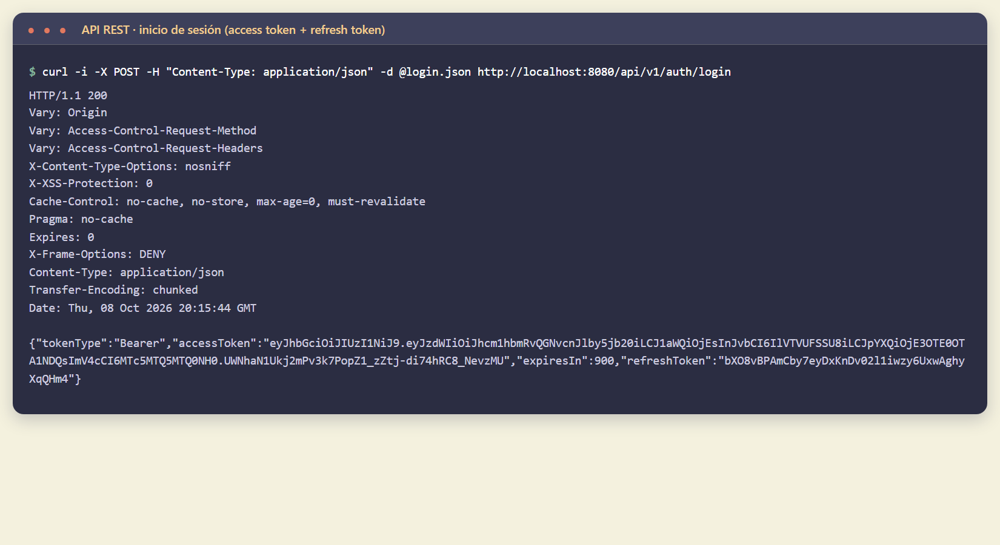 API REST · inicio de sesión (access token + refresh token)
$ curl -i -X POST -H "Content-Type: application/json" -d @login.json http://localhost:8080/api/v1/auth/login
HTTP/1.1 200
Vary: Origin
Vary: Access-Control-Request-Method
Vary: Access-Control-Request-Headers
X-Content-Type-Options: nosniff
X-XSS-Protection: 0
Cache-Control: no-cache, no-store, max-age=0, must-revalidate
Pragma: no-cache
Expires: 0
X-Frame-Options: DENY
Content-Type: application/json
Transfer-Encoding: chunked
Date: Thu, 08 Oct 2026 20:15:44 GMT
{"tokenType":"Bearer","accessToken":"eyJhbGciOiJIUzI1NiJ9.eyJzdWIiOiJhcm1hbmRvQGNvcnJlby5jb20iLCJ1aWQiOjEsInJvbCI6IlVTVUFSSU8iLCJpYXQiOjE3OTE0OT
A1NDQsImV4cCI6MTc5MTQ5MTQ0NH0.UWNhaN1Ukj2mPv3k7PopZ1_zZtj-di74hRC8_NevzMU","expiresIn":900,"refreshToken":"bXO8vBPAmCby7eyDxKnDv02l1iwzy6UxwAghy
XqQHm4"}